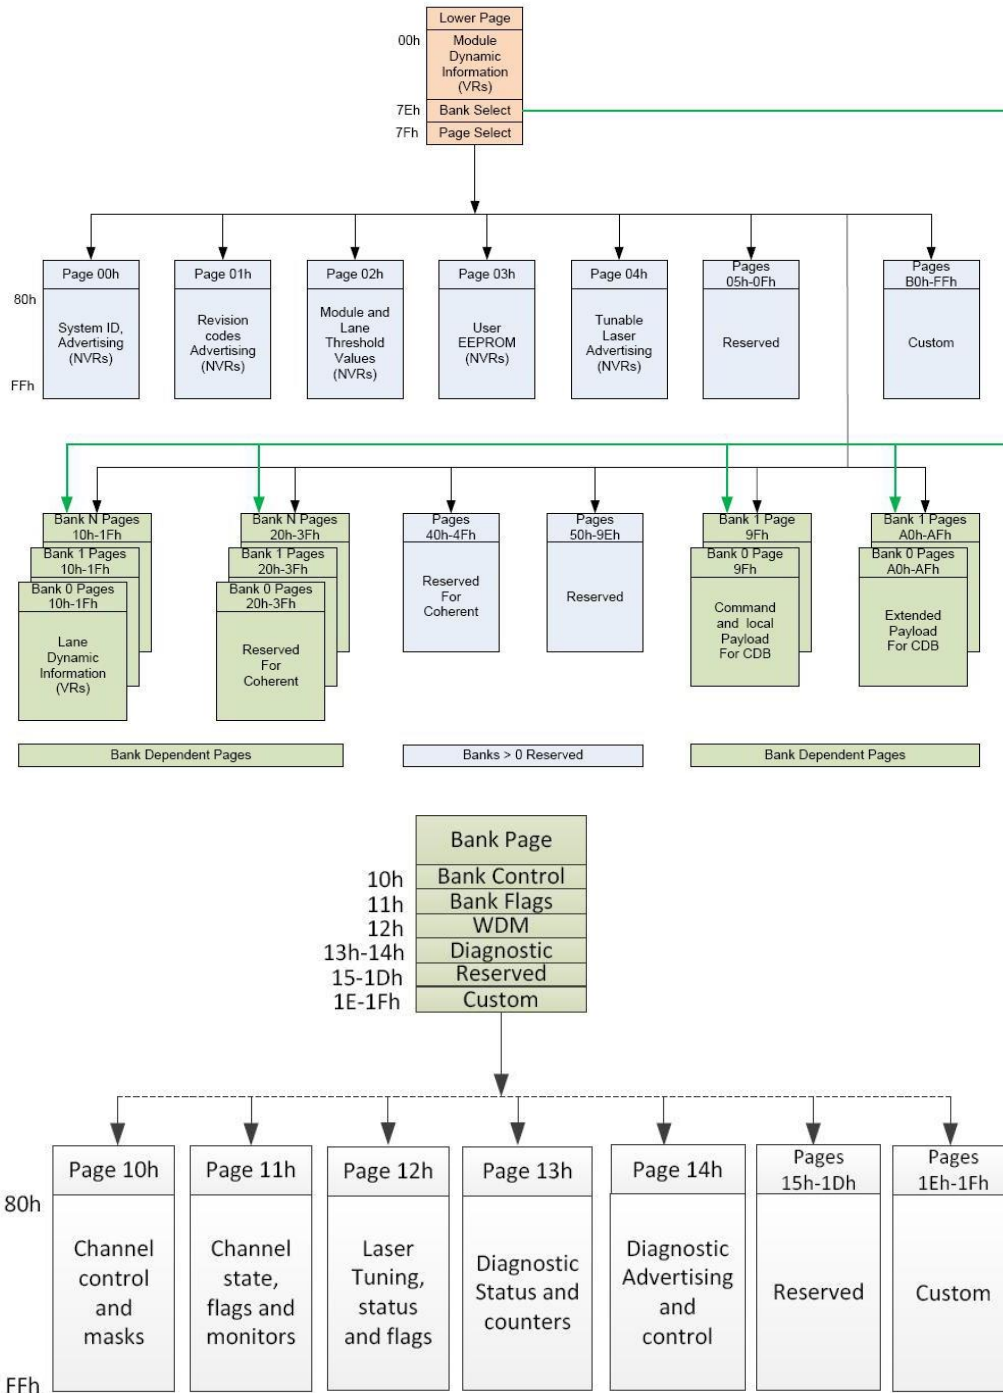 Lower Page
00h
Module
Dynamic
Information
(VRs)
7Eh
Bank Select
7Fh
Page Select
Page 00h
Page 01h
Page 02h
Page 03h
Page 04h
Pages
05h-0Fh
Pages
B0h-FFh
80h
System ID,
Advertising
(NVRs)
Revision
codes
Advertising
(NVRs)
Module and
Lane
Threshold
Values
(NVRs)
User
EEPROM
(NVRs)
Tunable
Laser
Advertising
(NVRs)
Reserved
Custom
FFh
Bank N Pages
10h-1Fh
Bank 1 Pages
10h-1Fh
Bank 0 Pages
10h-1Fh
Lane
Dynamic
Information
(VRs)
Bank N Pages
20h-3Fh
Bank 1 Pages
20h-3Fh
Bank 0 Pages
20h-3Fh
Reserved
For
Coherent
Pages
40h-4Fh
Reserved
For
Coherent
Pages
50h-9Eh
Reserved
Bank 1 Page
9Fh
Bank 0 Page
9Fh
Command
and local
Payload
For CDB
Bank 1 Pages
A0h-AFh
Bank 0 Pages
A0h-AFh
Extended
Payload
For CDB
Bank Dependent Pages
Banks > 0 Reserved
Bank Dependent Pages
Bank Page
10h
Bank Control
11h
Bank Flags
12h
WDM
13h-14h
Diagnostic
15-1Dh
Reserved
1E-1Fh
Custom
Page 10h
Page 11h
Page 12h
Page 13h
Page 14h
Pages
15h-1Dh
Pages
1Eh-1Fh
80h
Channel
control
and
masks
Channel
state,
flags and
monitors
Laser
Tuning,
status
and flags
Diagnostic
Status and
counters
Diagnostic
Advertising
and
control
Reserved
Custom
FFh